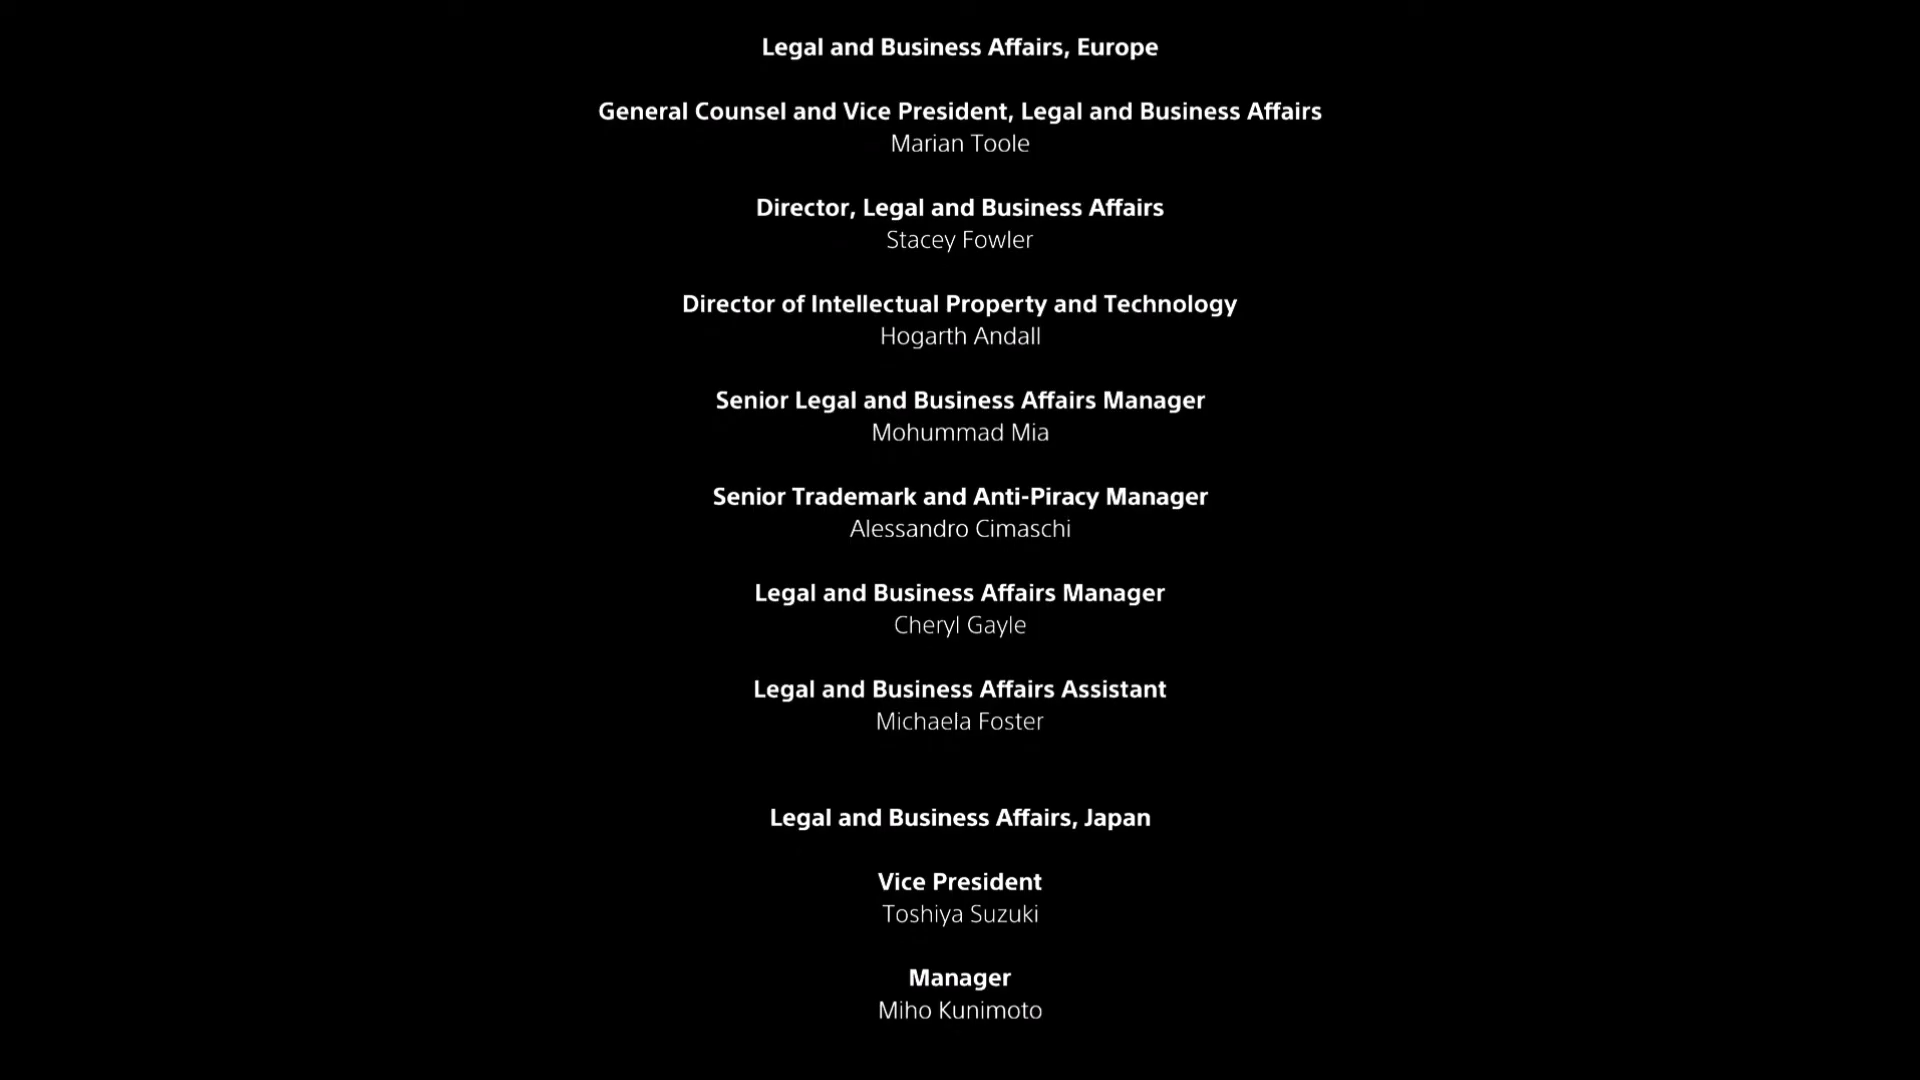 Legal and Business Affairs, Europe
General Counsel and Vice President, Legal and Business Affairs
Marian Toole
Director, Legal and Business Affairs
Stacey Fowler
Director of Intellectual Property and Technology
Hogarth Andall
Senior Legal and Business Affairs Manager
Mohummad Mia
Senior Trademark and Anti-Piracy Manager
Alessandro Cimaschi
Legal and Business Affairs Manager
Cheryl Gayle
Legal and Business Affairs Assistant
Michaela Foster
Legal and Business Affairs, Japan
Vice President
Toshiya Suzuki
Manager
Miho Kunimoto